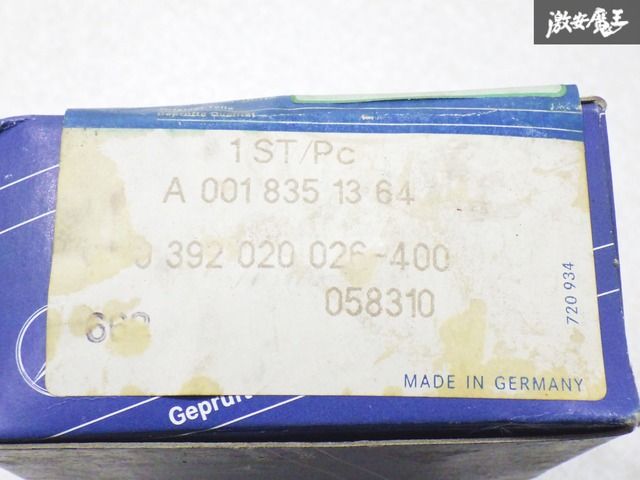 激安魔王
1 ST/Pc
A 001 835 13 64
0 392 020 026-400
058310
720 934
MADE IN GERMANY
Geprüf